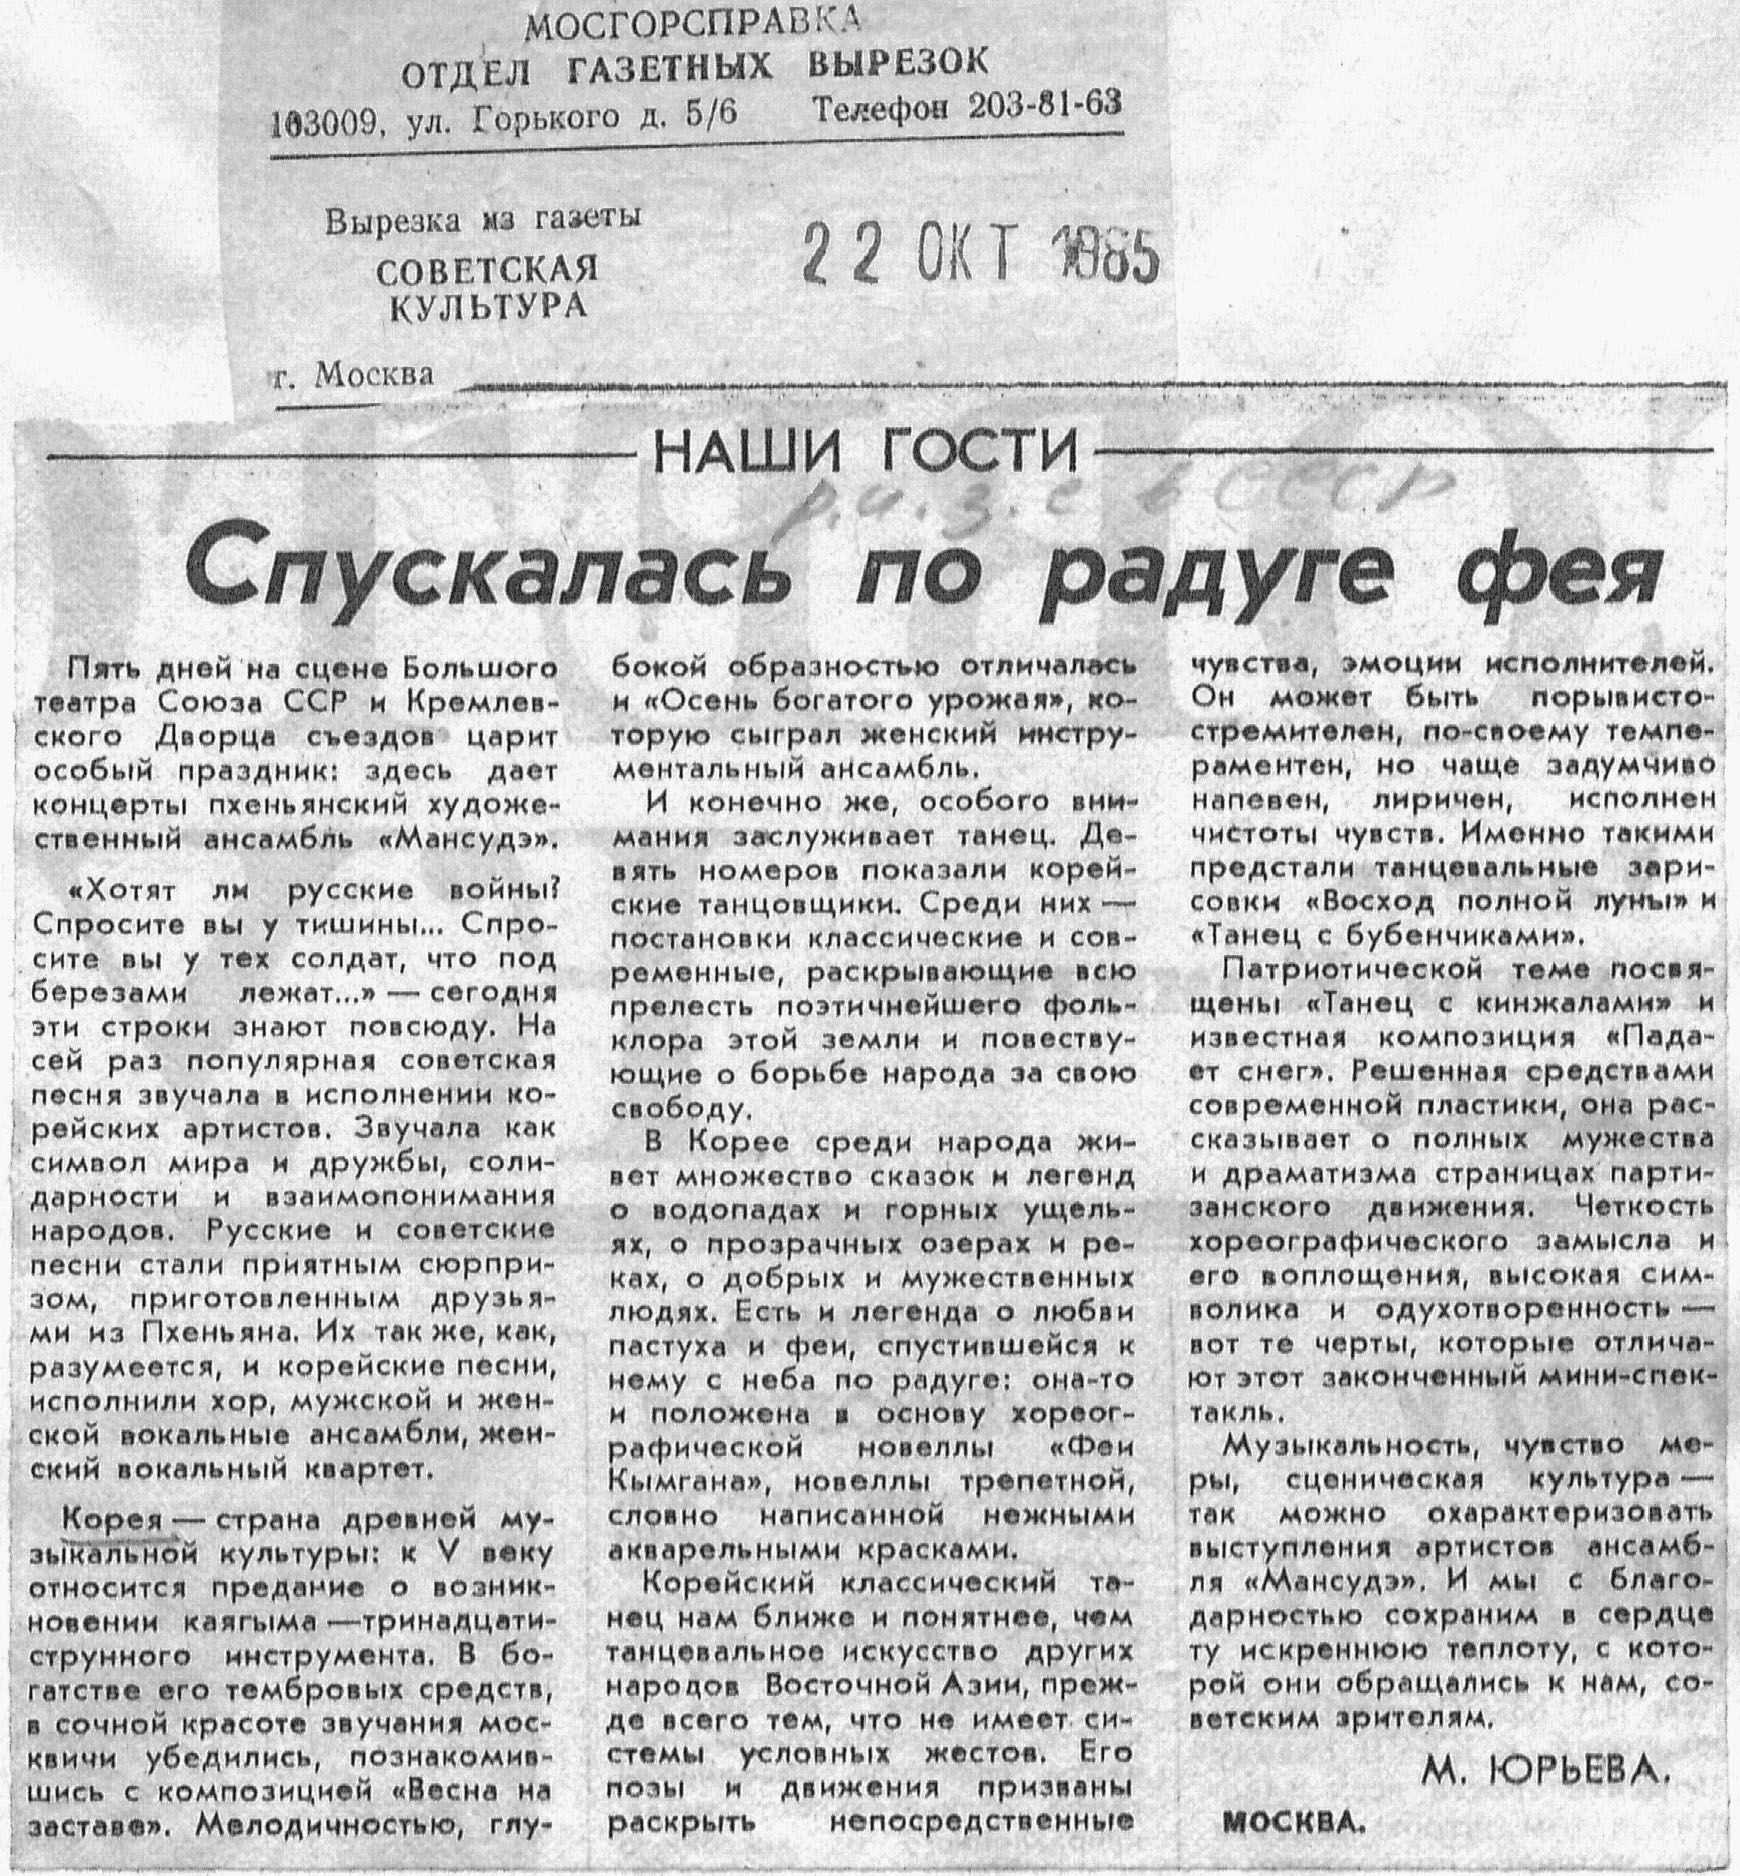 МОСГОРСПРАВКА
ОТДЕЛ ГАЗЕТНЫХ ВЫРЕЗОК
103009, ул. Горького д. 5/6 Телефон 203-81-63
Вырезка из газеты
СОВЕТСКАЯ
КУЛЬТУРА
22 ОКТ 1985
г. Москва
НАШИ ГОСТИ
р.и.з.е в СССР
Спускалась по радуге фея
Пять дней на сцене Большого
театра Союза ССР и Кремлев-
ского Дворца съездов царит
особый праздник: здесь дает
концерты пхеньянский художе-
ственный ансамбль «Мансудэ».
«Хотят ли русские войны?
Спросите вы у тишины... Спро-
сите вы у тех солдат, что под
березами лежат...» — сегодня
эти строки знают повсюду. На
сей раз популярная советская
песня звучала в исполнении ко-
рейских артистов. Звучала как
символ мира и дружбы, соли-
дарности и взаимопонимания
народов. Русские и советские
песни стали приятным сюрпри-
зом, приготовленным друзья-
ми из Пхеньяна. Их так же, как,
разумеется, и корейские песни,
исполнили хор, мужской и жен-
ской вокальные ансамбли, жен-
ский вокальный квартет.
Корея — страна древней му-
зыкальной культуры: к V веку
относится предание о возник-
новении каягыма — тринадцати-
струнного инструмента. В бо-
гатстве его тембровых средств,
в сочной красоте звучания мос-
квичи убедились, познакомив-
шись с композицией «Весна на
заставе». Мелодичностью, глу-
бокой образностью отличалась
и «Осень богатого урожая», ко-
торую сыграл женский инстру-
ментальный ансамбль.
И конечно же, особого вни-
мания заслуживает танец. Де-
вять номеров показали корей-
ские танцовщики. Среди них —
постановки классические и сов-
ременные, раскрывающие всю
прелесть поэтичнейшего фоль-
клора этой земли и повеству-
ющие о борьбе народа за свою
свободу.
В Корее среди народа жи-
вет множество сказок и легенд
о водопадах и горных ущель-
ях, о прозрачных озерах и ре-
ках, о добрых и мужественных
людях. Есть и легенда о любви
пастуха и феи, спустившейся к
нему с неба по радуге: она-то
и положена в основу хореог-
рафической новеллы «Феи
Кымгана», новеллы трепетной,
словно написанной нежными
акварельными красками.
Корейский классический та-
нец нам ближе и понятнее, чем
танцевальное искусство других
народов Восточной Азии, преж-
де всего тем, что не имеет си-
стемы условных жестов. Его
позы и движения призваны
раскрыть непосредственные
чувства, эмоции исполнителей.
Он может быть порывисто-
стремителен, по-своему темпе-
раментен, но чаще задумчиво
напевен, лиричен, исполнен
чистоты чувств. Именно такими
предстали танцевальные зари-
совки «Восход полной луны» и
«Танец с бубенчиками».
Патриотической теме посвя-
щены «Танец с кинжалами» и
известная композиция «Пада-
ет снег». Решенная средствами
современной пластики, она рас-
сказывает о полных мужества
и драматизма страницах парти-
занского движения. Четкость
хореографического замысла и
его воплощения, высокая сим-
волика и одухотворенность —
вот те черты, которые отлича-
ют этот законченный мини-спек-
такль.
Музыкальность, чувство ме-
ры, сценическая культура —
так можно охарактеризовать
выступления артистов ансамб-
ля «Мансудэ». И мы с благо-
дарностью сохраним в сердце
ту искреннюю теплоту, с кото-
рой они обращались к нам, со-
ветским зрителям.
М. ЮРЬЕВА.
МОСКВА.